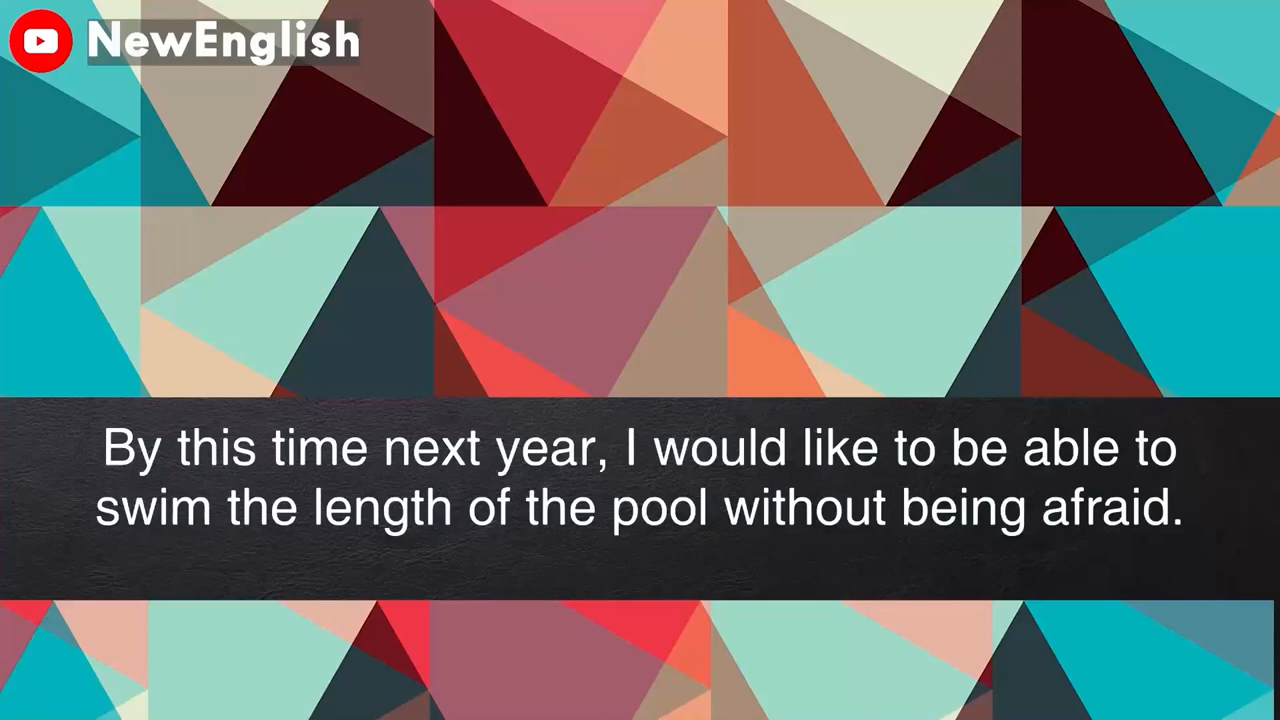 NewEnglish
By this time next year, I would like to be able to
swim the length of the pool without being afraid.